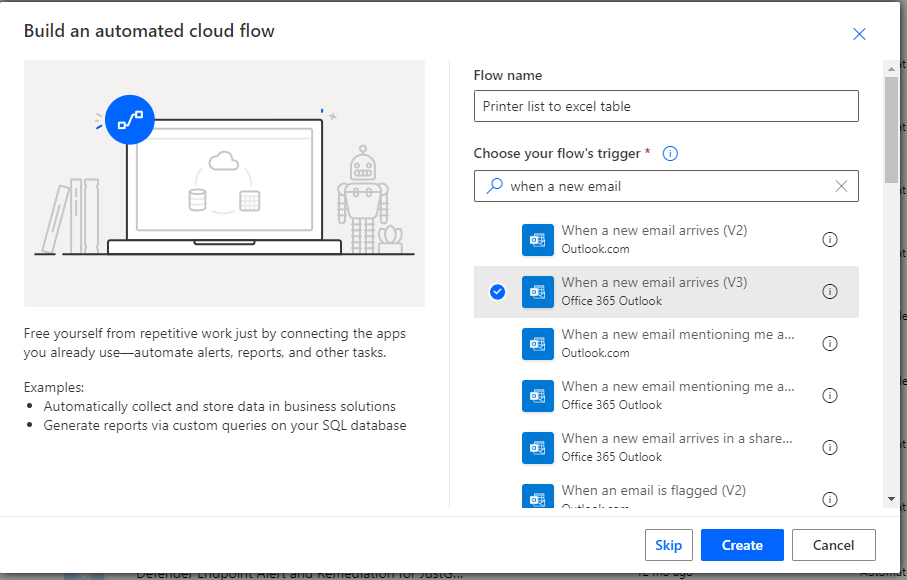 Build an automated cloud flow
Free yourself from repetitive work just by connecting the apps
you already use—automate alerts, reports, and other tasks.
Examples:
• Automatically collect and store data in business solutions
• Generate reports via custom queries on your SQL database
Flow name
Printer list to excel table
Choose your flow's trigger *
when a new email
When a new email arrives (V2)
Outlook.com
When a new email arrives (V3)
Office 365 Outlook
When a new email mentioning me a...
Outlook.com
When a new email mentioning me a...
Office 365 Outlook
When a new email arrives in a share...
Office 365 Outlook
When an email is flagged (V2)
Outlook.com
Skip
Create
Cancel
Defender Endpoint Alert and Remediation for JustG...
12 mo ago
Automat